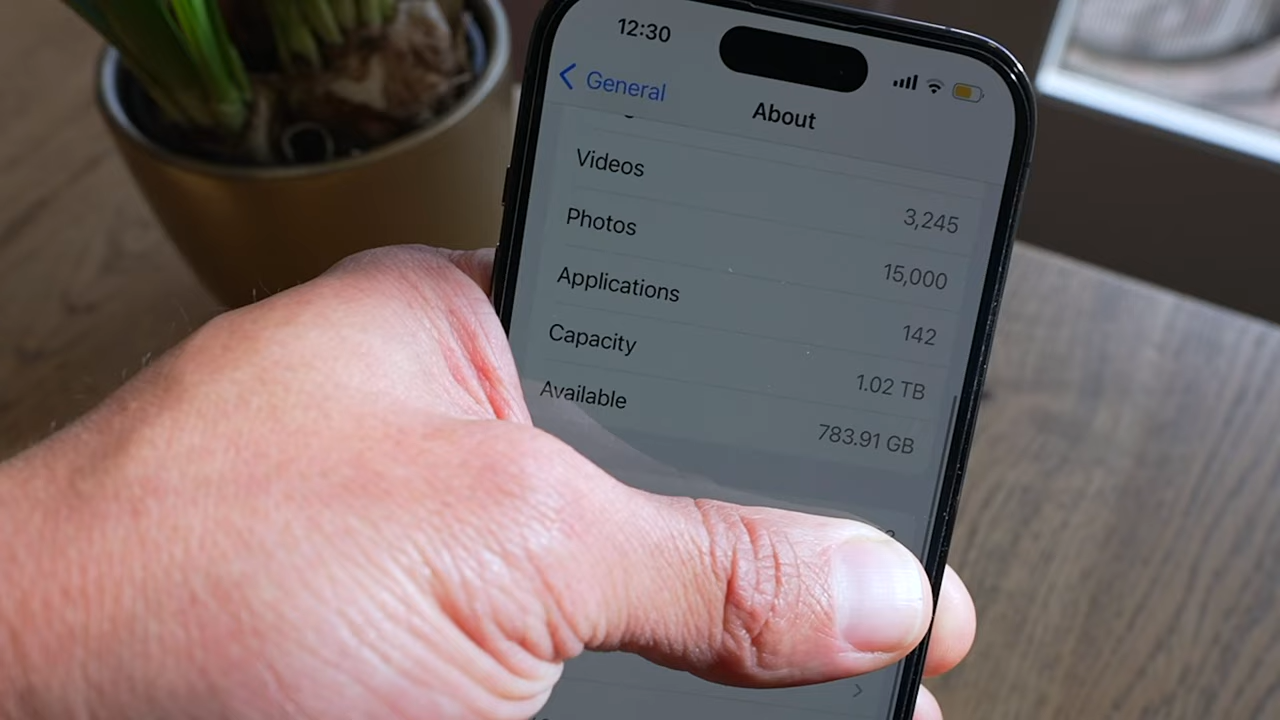 12:30
General
About
Videos 3,245
Photos 15,000
Applications 142
Capacity 1.02 TB
Available 783.91 GB